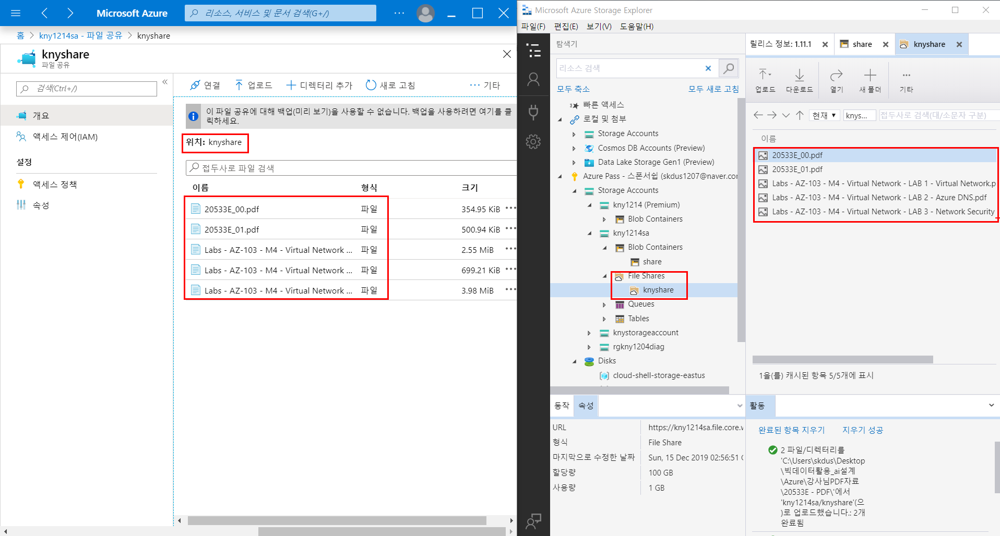 Microsoft Azure
리소스, 서비스 및 문서 검색(G+/)
홈 > kny1214sa - 파일 공유 > knyshare
knyshare
파일 공유
검색(Ctrl+/)
개요
액세스 제어(IAM)
설정
액세스 정책
속성
연결 업로드 디렉터리 추가 새로 고침 기타
이 파일 공유에 대해 백업(미리 보기)을 사용할 수 없습니다. 백업을 사용하려면 여기를 클
릭하세요.
위치: knyshare
접두사로 파일 검색
이름 형식 크기
20533E_00.pdf 파일 354.95 KiB
20533E_01.pdf 파일 500.94 KiB
Labs - AZ-103 - M4 - Virtual Network ... 파일 2.55 MiB
Labs - AZ-103 - M4 - Virtual Network ... 파일 699.21 KiB
Labs - AZ-103 - M4 - Virtual Network ... 파일 3.98 MiB
Microsoft Azure Storage Explorer
파일(F) 편집(E) 보기(V) 도움말(H)
탐색기
리소스 검색
모두 축소 모두 새로 고침
빠른 액세스
로컬 및 첨부
Storage Accounts
Cosmos DB Accounts (Preview)
Data Lake Storage Gen1 (Preview)
Azure Pass - 스폰서쉽 (skdus1207@naver.cor
Storage Accounts
kny1214 (Premium)
Blob Containers
kny1214sa
Blob Containers
share
File Shares
knyshare
Queues
Tables
knystorageaccount
rgkny1204diag
Disks
cloud-shell-storage-eastus
동작 속성
URL https://kny1214sa.file.core.v
형식 File Share
마지막으로 수정한 날짜 Sun, 15 Dec 2019 02:56:51 G
할당량 100 GB
사용량 1 GB
릴리스 정보: 1.11.1 share knyshare
업로드 다운로드 열기 새 폴더 기타
현재 knys... 접두사로 검색(대/소문자 구분)
이름
20533E_00.pdf
20533E_01.pdf
Labs - AZ-103 - M4 - Virtual Network - LAB 1 - Virtual Network.p
Labs - AZ-103 - M4 - Virtual Network - LAB 2 - Azure DNS.pdf
Labs - AZ-103 - M4 - Virtual Network - LAB 3 - Network Security
1을(를) 캐시된 항목 5/5개에 표시
활동
완료된 항목 지우기 지우기 성공
2 파일/디렉터리를
'C:\Users\skdus\Desktop
\빅데이터활용_ai설계
\Azure\강사님PDF자료
\20533E - PDF\'에서
'kny1214sa/knyshare'(으
)로 업로드했습니다.: 2개
완료됨